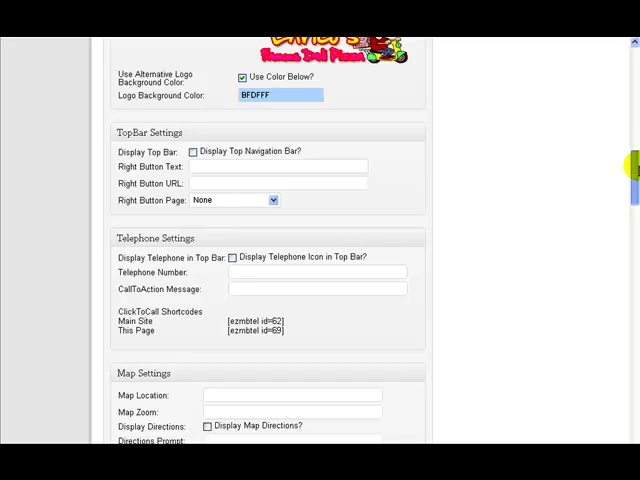 Famous Deli Pizza
Use Alternative Logo
Background Color:
Use Color Below?
Logo Background Color:
BFDFFF
TopBar Settings
Display Top Bar:
Display Top Navigation Bar?
Right Button Text:
Right Button URL:
Right Button Page:
None
Telephone Settings
Display Telephone in Top Bar:
Display Telephone Icon in Top Bar?
Telephone Number:
CallToAction Message:
ClickToCall Shortcodes
Main Site
[ezmbtel id=62]
This Page
[ezmbtel id=69]
Map Settings
Map Location:
Map Zoom:
Display Directions:
Display Map Directions?
Directions Prompt: